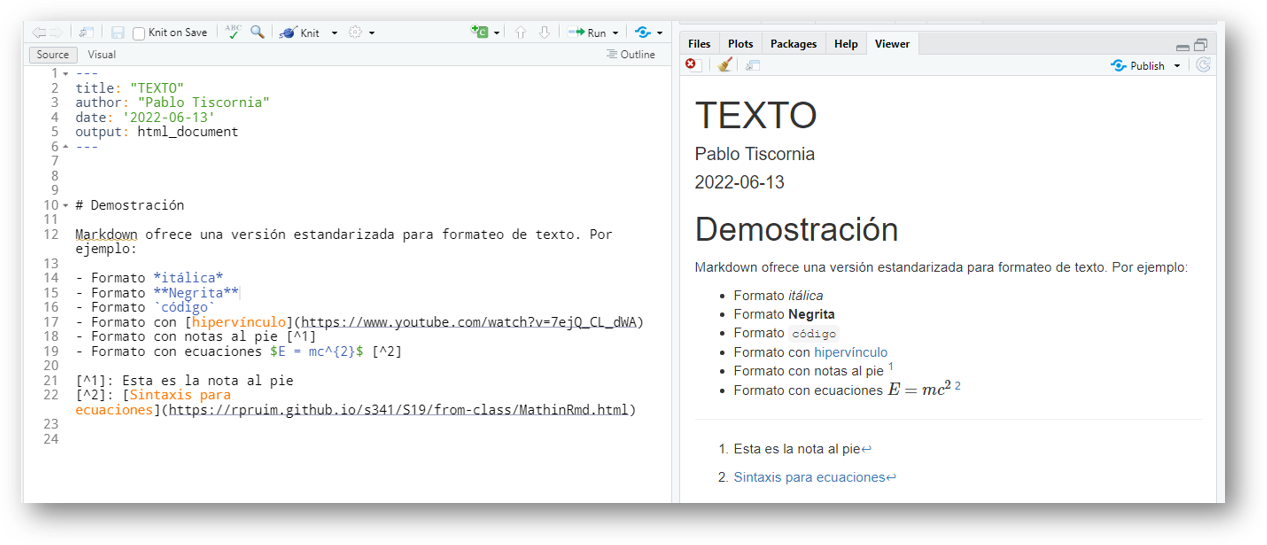 Knit on Save
ABC
Knit
Run
Source
Visual
Outline
1 ---
2 title: "TEXTO"
3 author: "Pablo Tiscornia"
4 date: '2022-06-13'
5 output: html_document
6 ---
7
8
9
10 # Demostración
11
12 Markdown ofrece una versión estandarizada para formateo de texto. Por
ejemplo:
13
14 - Formato *itálica*
15 - Formato **Negrita**
16 - Formato `código`
17 - Formato con [hipervínculo](https://www.youtube.com/watch?v=7ejQ_CL_dWA)
18 - Formato con notas al pie [^1]
19 - Formato con ecuaciones $E = mc^{2}$ [^2]
20
21 [^1]: Esta es la nota al pie
22 [^2]: [Sintaxis para
ecuaciones](https://rpruim.github.io/s341/S19/from-class/MathinRmd.html)
23
24
Files Plots Packages Help Viewer
Publish
TEXTO
Pablo Tiscornia
2022-06-13
Demostración
Markdown ofrece una versión estandarizada para formateo de texto. Por ejemplo:
• Formato itálica
• Formato Negrita
• Formato código
• Formato con hipervínculo
• Formato con notas al pie 1
• Formato con ecuaciones E = mc² 2
1. Esta es la nota al pie↩
2. Sintaxis para ecuaciones↩